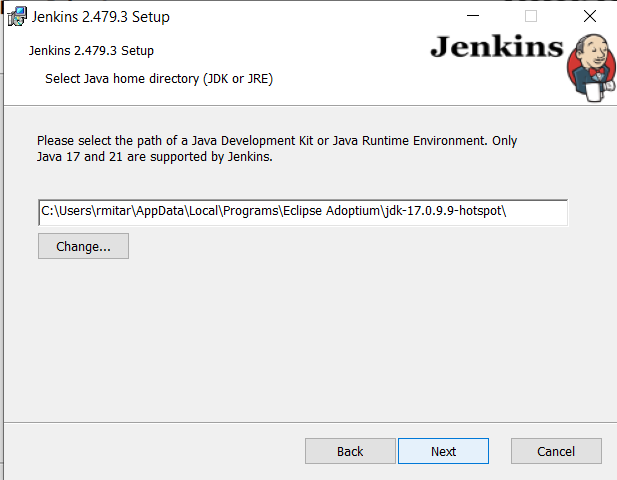 Jenkins 2.479.3 Setup
Jenkins 2.479.3 Setup
Jenkins
Select Java home directory (JDK or JRE)
Please select the path of a Java Development Kit or Java Runtime Environment. Only
Java 17 and 21 are supported by Jenkins.
C:\Users\rmitar\AppData\Local\Programs\Eclipse Adoptium\jdk-17.0.9.9-hotspot\
Change...
Back
Next
Cancel